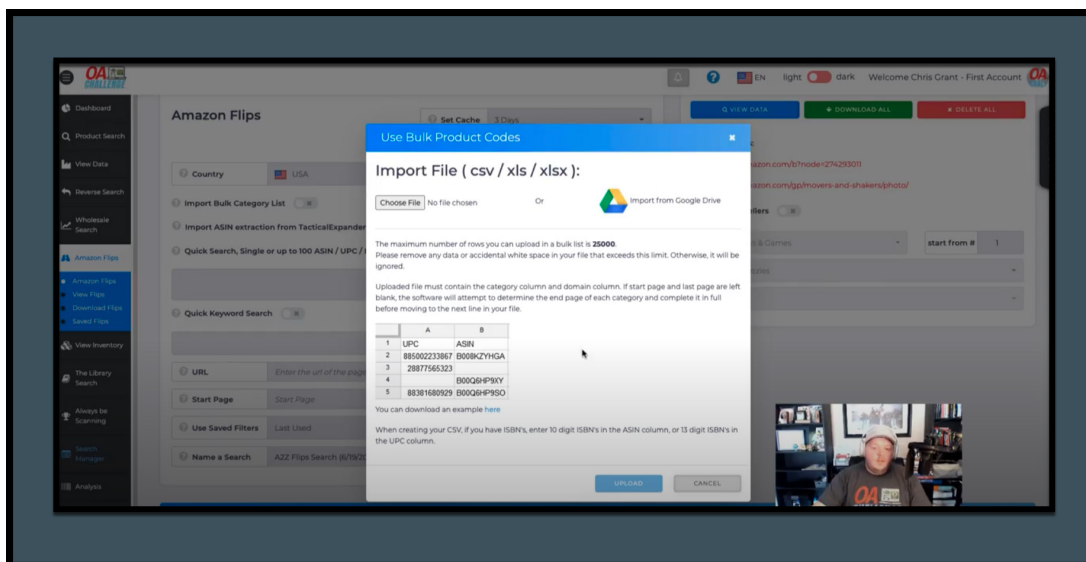 OA
CHALLENGE
EN
light
dark
Welcome Chris Grant - First Account
OA
Dashboard
Product Search
View Data
Reverse Search
Wholesale
Search
Amazon Flips
Amazon Flips
View Flips
Download Flips
Saved Flips
View Inventory
The Library
Search
Always be
Scanning
Search
Manager
Analysis
Amazon Flips
Set Cache
3 Days
Country
USA
Import Bulk Category List
Import ASIN extraction from TacticalExpander
Quick Search, Single or up to 100 ASIN / UPC /
Quick Keyword Search
URL
Enter the url of the page
Start Page
Start Page
Use Saved Filters
Last Used
Name a Search
A2Z Flips Search (6/19/20
VIEW DATA
DOWNLOAD ALL
DELETE ALL
azon.com/b?node=274293011
azon.com/gp/movers-and-shakers/photo/
llers
& Games
start from #
1
Use Bulk Product Codes
Import File ( csv / xls / xlsx ):
Choose File No file chosen
Or
Import from Google Drive
The maximum number of rows you can upload in a bulk list is 25000.
Please remove any data or accidental white space in your file that exceeds this limit. Otherwise, it will be
ignored.
Uploaded file must contain the category column and domain column. If start page and last page are left
blank, the software will attempt to determine the end page of each category and complete it in full
before moving to the next line in your file.
A B
1 UPC ASIN
2 885002233867 B008KZYHGA
3 28877565323
4 B00Q6HP9XY
5 88381680929 B00Q6HP9SO
You can download an example here
When creating your CSV, if you have ISBN's, enter 10 digit ISBN's in the ASIN column, or 13 digit ISBN's in
the UPC column.
UPLOAD
CANCEL
OA
CHALLENGE